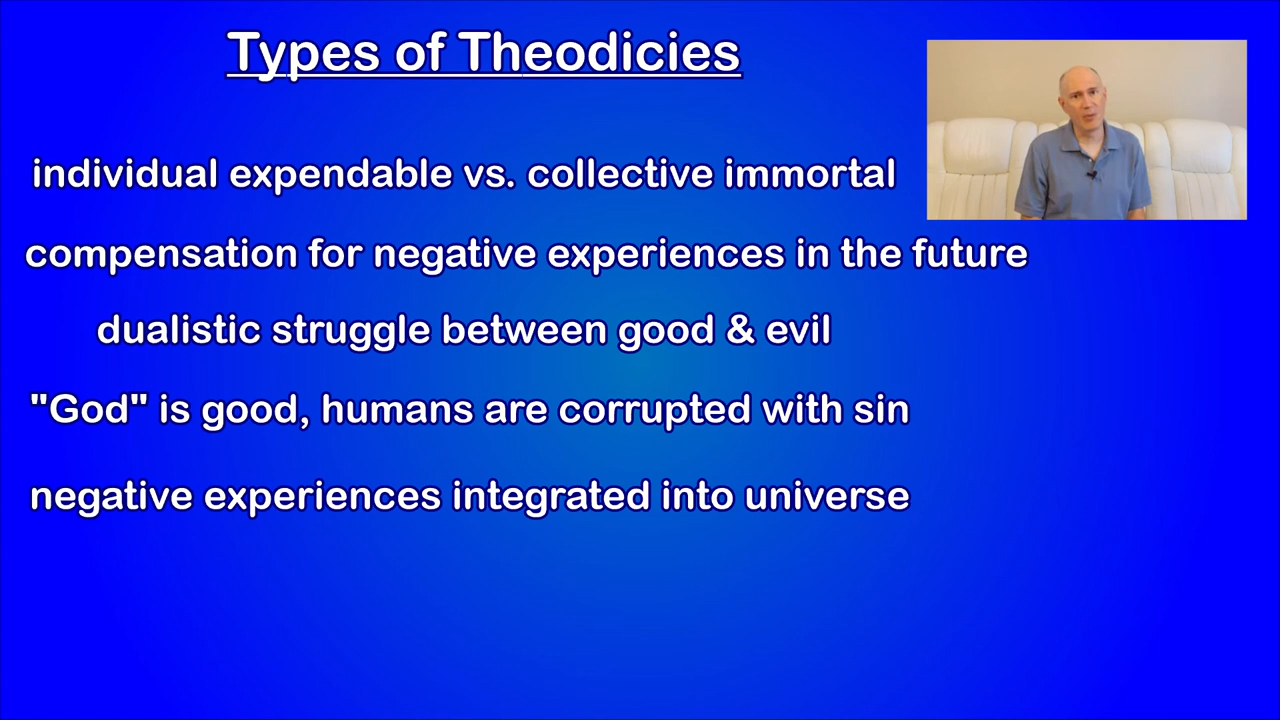 Types of Theodicies
individual expendable vs. collective immortal
compensation for negative experiences in the future
dualistic struggle between good & evil
"God" is good, humans are corrupted with sin
negative experiences integrated into universe